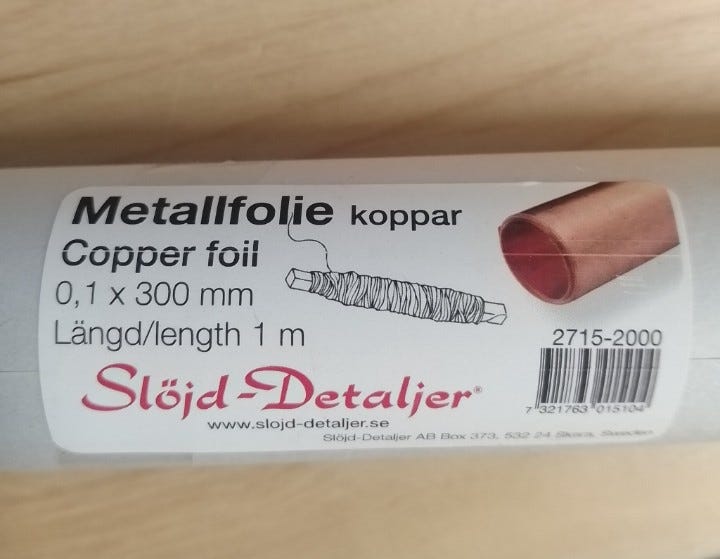 Metallfolie koppar
Copper foil
0,1 x 300 mm
Längd/length 1 m
2715-2000
Slöjd-Detaljer®
7 321763 015104
www.slojd-detaljer.se
Slöjd-Detaljer AB Box 373, 532 24 Skara, Sweden